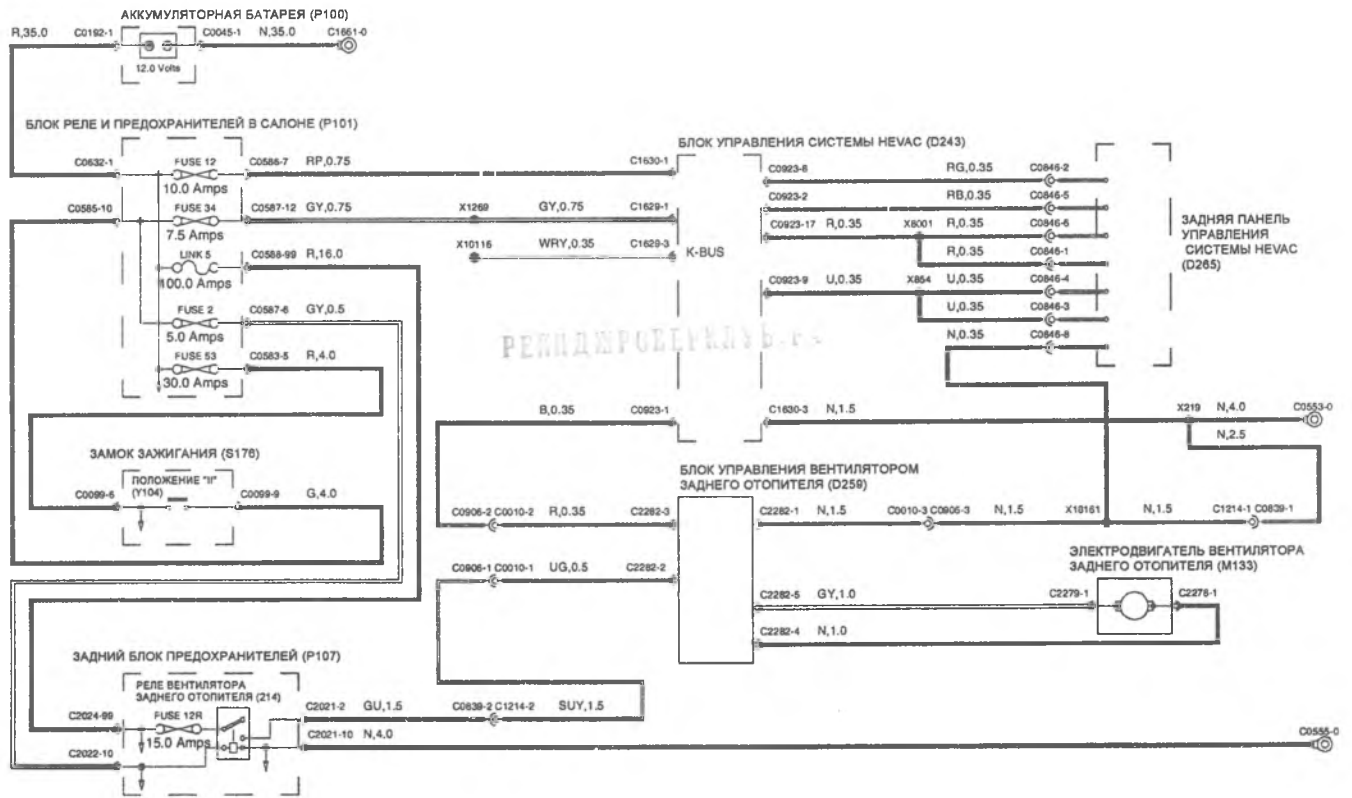 АККУМУЛЯТОРНАЯ БАТАРЕЯ (P100)
R,35.0 C0192-1 C0045-1 N,35.0 C1661-0
12.0 Volts
БЛОК РЕЛЕ И ПРЕДОХРАНИТЕЛЕЙ В САЛОНЕ (P101)
C0632-1 FUSE 12 C0586-7 RP,0.75 C1630-1
10.0 Amps
C0585-10 FUSE 34 C0587-12 GY,0.75 X1269 GY,0.75 C1629-1
7.5 Amps
X10116 WRY,0.35 C1629-3 K-BUS
LINK 5 C0588-99 R,16.0
100.0 Amps
FUSE 2 C0587-6 GY,0.5
5.0 Amps
FUSE 53 C0583-5 R,4.0
30.0 Amps
БЛОК УПРАВЛЕНИЯ СИСТЕМЫ HEVAC (D243)
C0923-8 RG,0.35 C0846-2
C0923-2 RB,0.35 C0846-5
C0923-17 R,0.35 X8001 R,0.35 C0846-6
R,0.35 C0846-1
C0923-9 U,0.35 X854 U,0.35 C0846-4
U,0.35 C0846-3
N,0.35 C0846-8
ЗАДНЯЯ ПАНЕЛЬ
УПРАВЛЕНИЯ
СИСТЕМЫ HEVAC
(D265)
B,0.35 C0923-1 C1630-3 N,1.5 X219 N,4.0 C0553-0
N,2.5
ЗАМОК ЗАЖИГАНИЯ (S176)
ПОЛОЖЕНИЕ "II"
(Y104)
C0099-6 C0099-9 G,4.0
БЛОК УПРАВЛЕНИЯ ВЕНТИЛЯТОРОМ
ЗАДНЕГО ОТОПИТЕЛЯ (D259)
C0906-2 C0010-2 R,0.35 C2282-3 C2282-1 N,1.5 C0010-3 C0906-3 N,1.5 X10161 N,1.5 C1214-1 C0839-1
C0906-1 C0010-1 UG,0.5 C2282-2
ЭЛЕКТРОДВИГАТЕЛЬ ВЕНТИЛЯТОРА
ЗАДНЕГО ОТОПИТЕЛЯ (M133)
C2282-5 GY,1.0 C2279-1 C2278-1
C2282-4 N,1.0
ЗАДНИЙ БЛОК ПРЕДОХРАНИТЕЛЕЙ (P107)
РЕЛЕ ВЕНТИЛЯТОРА
ЗАДНЕГО ОТОПИТЕЛЯ (214)
C2024-99 FUSE 12R C2021-2 GU,1.5 C0839-2 C1214-2 SUY,1.5
15.0 Amps C2021-10 N,4.0 C0555-0
C2022-10